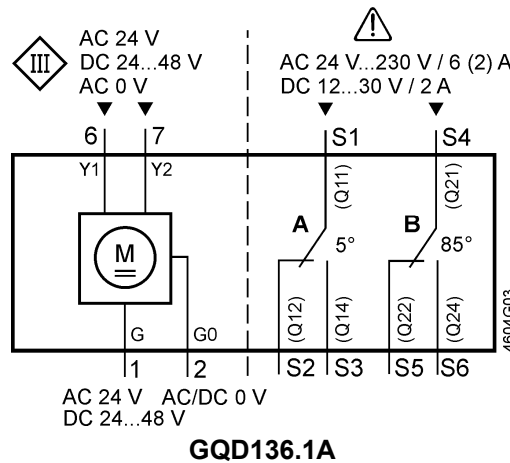 III
AC 24 V
DC 24...48 V
AC 0 V
AC 24 V...230 V / 6 (2) A
DC 12...30 V / 2 A
6 7 S1 S4
Y1 Y2
(Q11) (Q21)
M
A 5° B 85°
(Q12) (Q14) (Q22) (Q24)
G G0
1 2 S2 S3 S5 S6
AC 24 V AC/DC 0 V
DC 24...48 V
4604G03
GQD136.1A